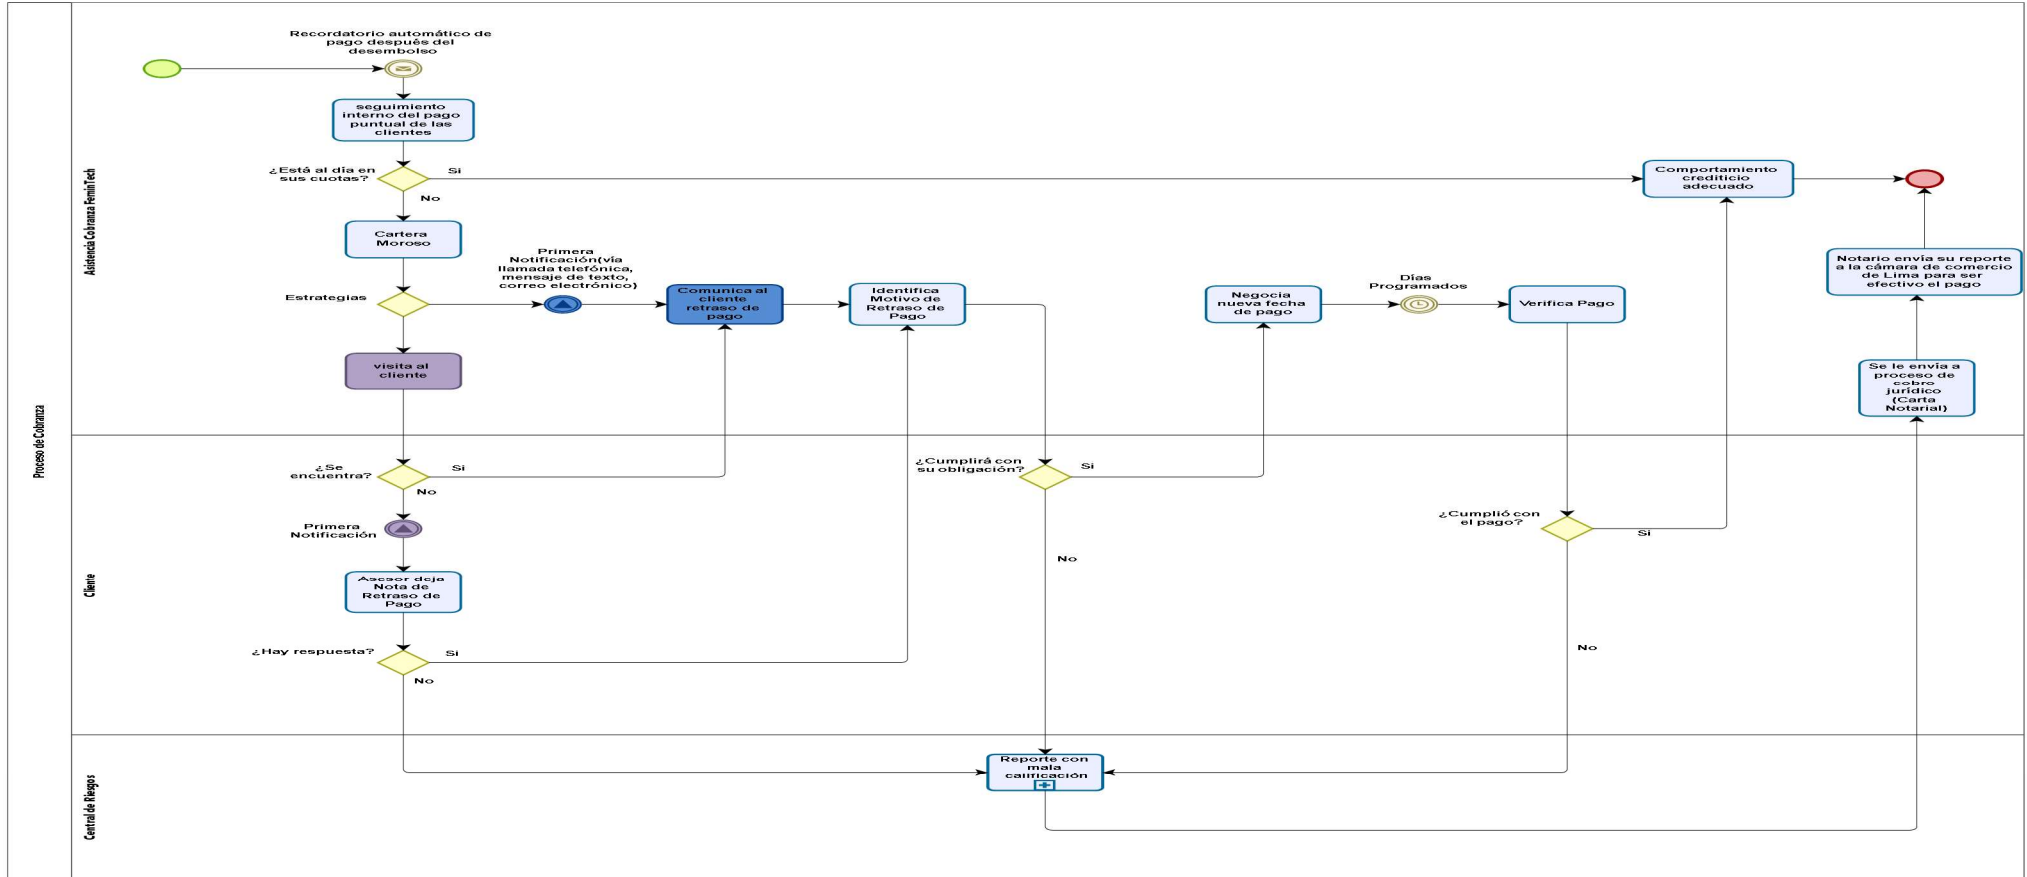 Proceso de Cobranza
Asistencia Cobranza FeminTech
Recordatorio automático de
pago después del
desembolso
seguimiento
interno del pago
puntual de las
clientes
¿Está al día en
sus cuotas?
Si
No
Comportamiento
crediticio
adecuado
Cartera
Moroso
Estrategias
Primera
Notificación(vía
llamada telefónica,
mensaje de texto,
correo electrónico)
Comunica al
cliente
retraso de
pago
Identifica
Motivo de
Retraso de
Pago
Negocia
nueva fecha
de pago
Días
Programados
Verifica Pago
Notario envía su reporte
a la cámara de comercio
de Lima para ser
efectivo el pago
visita al
cliente
Se le envía a
proceso de
cobro
jurídico
(Carta
Notarial)
Cliente
¿Se
encuentra?
Si
No
¿Cumplirá con
su obligación?
Si
No
¿Cumplió con
el pago?
Si
No
Primera
Notificación
Asesor deja
Nota de
Retraso de
Pago
¿Hay respuesta?
Si
No
Central de Riesgos
Reporte con
mala
calificación